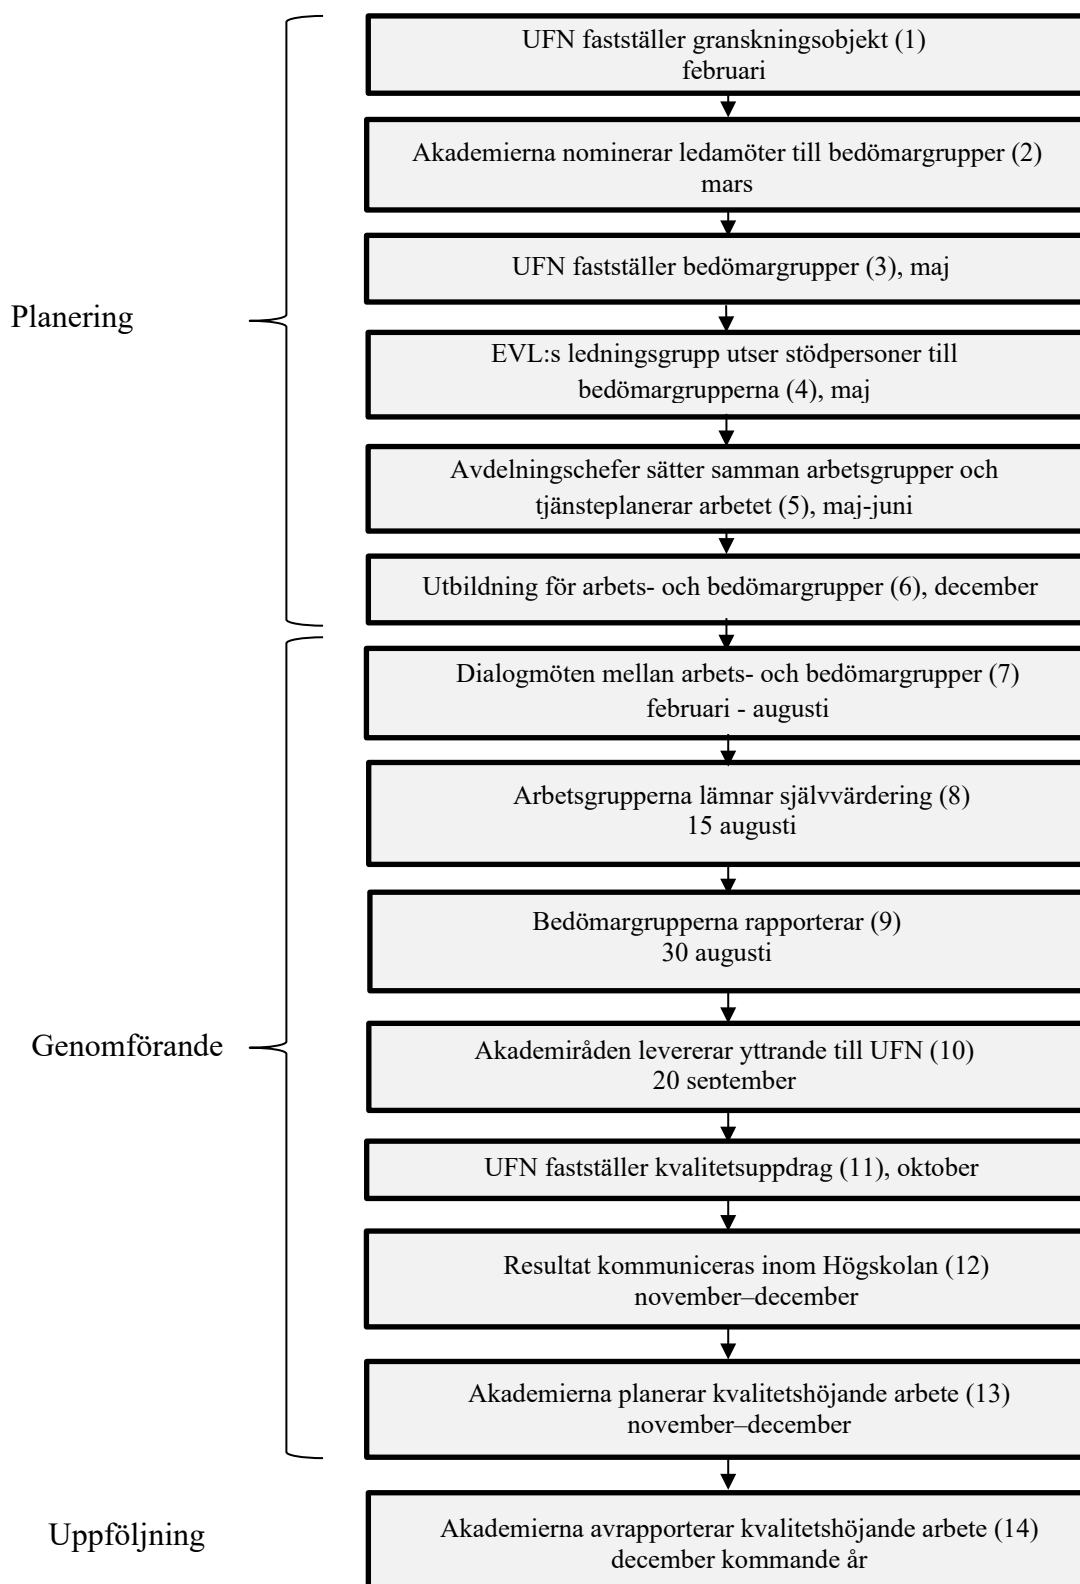 UFN fastställer granskningsobjekt (1)
februari
Akademierna nominerar ledamöter till bedömargrupper (2)
mars
UFN fastställer bedömargrupper (3), maj
Planering
EVL:s ledningsgrupp utser stödpersoner till
bedömargrupperna (4), maj
Avdelningschefer sätter samman arbetsgrupper och
tjänsteplanerar arbetet (5), maj-juni
Utbildning för arbets- och bedömargrupper (6), december
Dialogmöten mellan arbets- och bedömargrupper (7)
februari - augusti
Arbetsgrupperna lämnar självvärdering (8)
15 augusti
Bedömargrupperna rapporterar (9)
30 augusti
Genomförande
Akademiråden levererar yttrande till UFN (10)
20 september
UFN fastställer kvalitetsuppdrag (11), oktober
Resultat kommuniceras inom Högskolan (12)
november–december
Akademierna planerar kvalitetshöjande arbete (13)
november–december
Uppföljning
Akademierna avrapporterar kvalitetshöjande arbete (14)
december kommande år